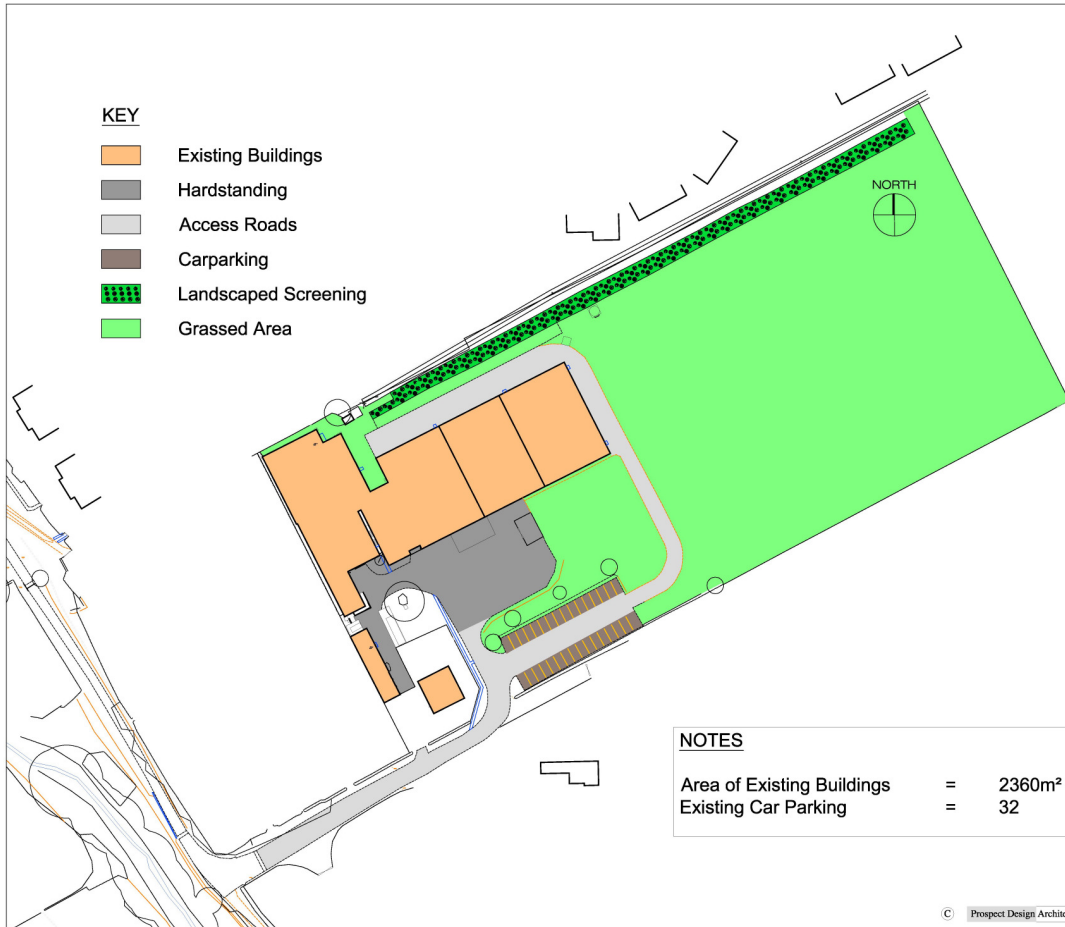 KEY
Existing Buildings
Hardstanding
Access Roads
Carparking
Landscaped Screening
Grassed Area
NORTH
NOTES
Area of Existing Buildings = 2360m²
Existing Car Parking = 32
C Prospect Design Archite